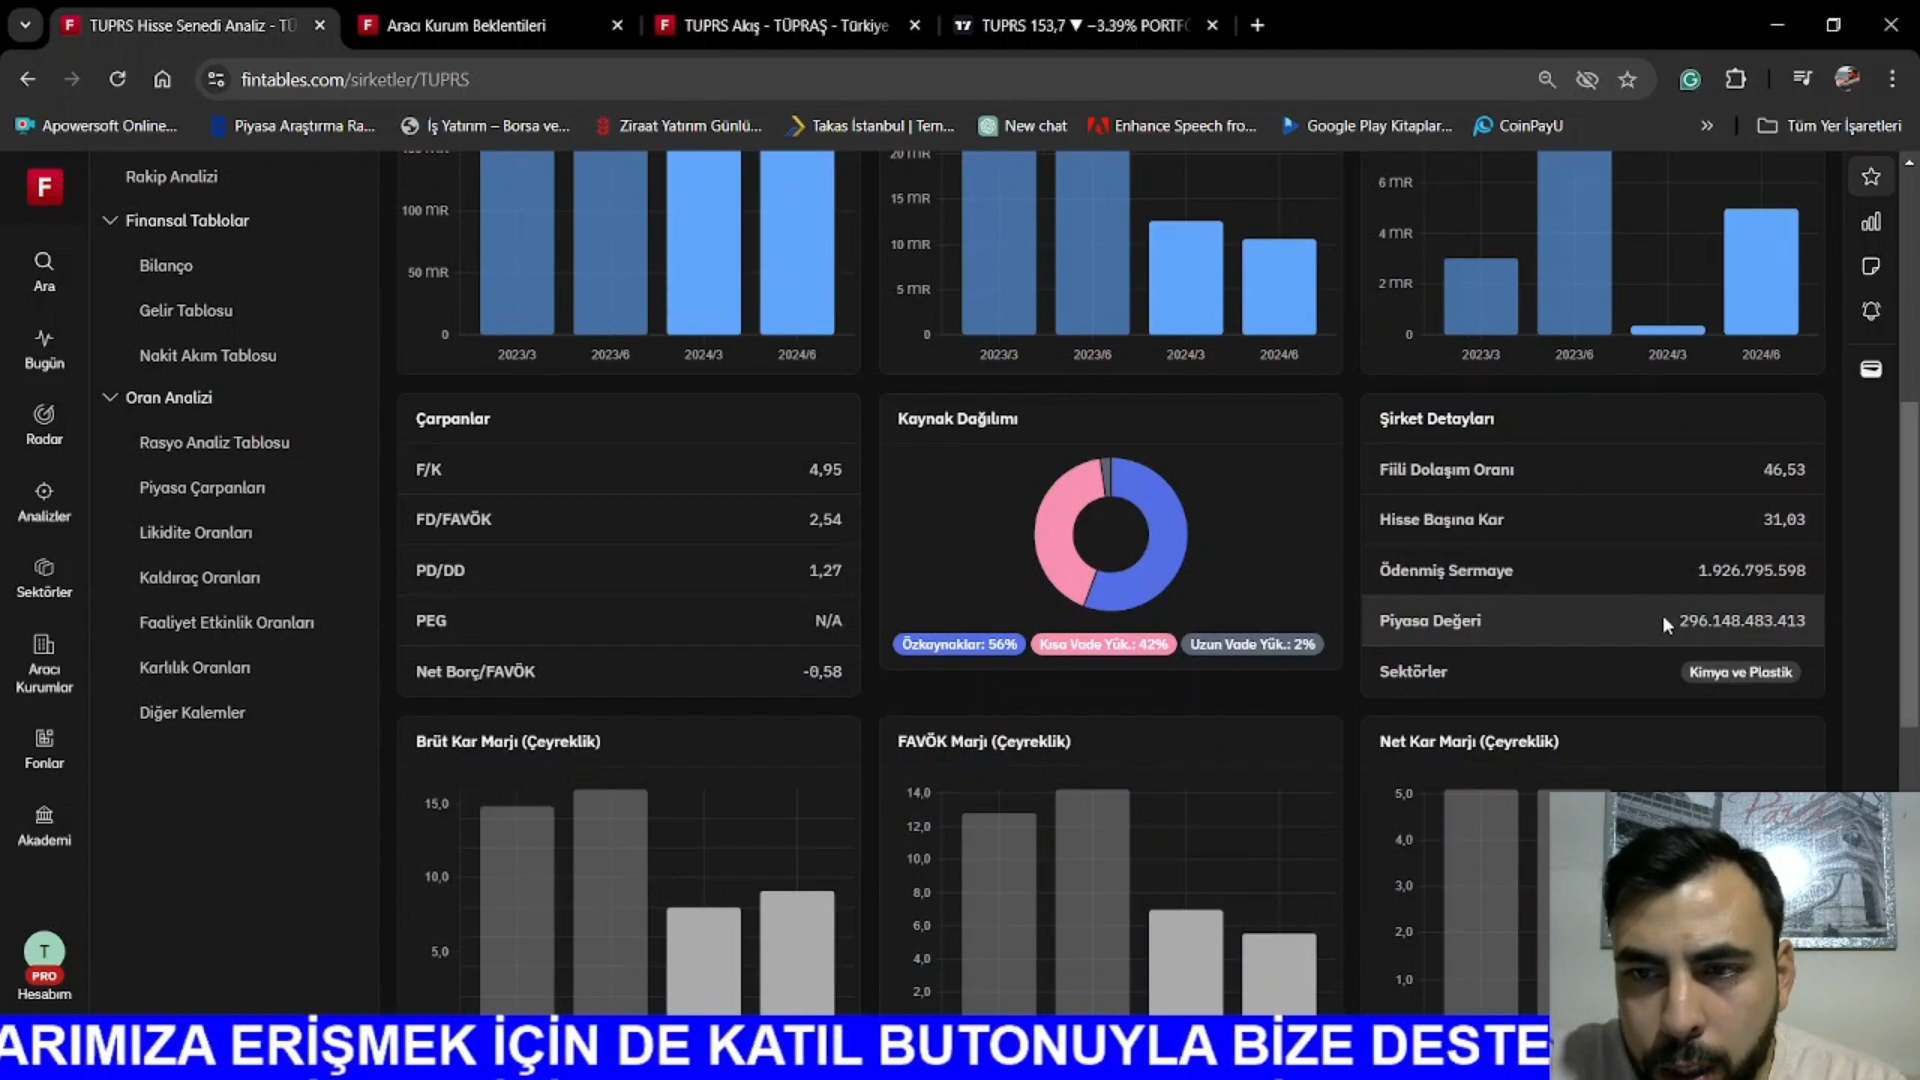 TUPRS Hisse Senedi Analiz - TÜ
Aracı Kurum Beklentileri
TUPRS Akış - TÜPRAŞ - Türkiye
TUPRS 153,7 ▼ −3.39% PORTF
fintables.com/sirketler/TUPRS
Apowersoft Online...
Piyasa Araştırma Ra...
İş Yatırım – Borsa ve...
Ziraat Yatırım Günlü...
Takas İstanbul | Tem...
New chat
Enhance Speech fro...
Google Play Kitaplar...
CoinPayU
Tüm Yer İşaretleri
F
Ara
Bugün
Radar
Analizler
Sektörler
Aracı
Kurumlar
Fonlar
Akademi
T
PRO
Hesabım
Rakip Analizi
Finansal Tablolar
Bilanço
Gelir Tablosu
Nakit Akım Tablosu
Oran Analizi
Rasyo Analiz Tablosu
Piyasa Çarpanları
Likidite Oranları
Kaldıraç Oranları
Faaliyet Etkinlik Oranları
Karlılık Oranları
Diğer Kalemler
100 mr
50 mr
0
2023/3 2023/6 2024/3 2024/6
20 mr
15 mr
10 mr
5 mr
0
2023/3 2023/6 2024/3 2024/6
6 mr
4 mr
2 mr
0
2023/3 2023/6 2024/3 2024/6
Çarpanlar
F/K 4,95
FD/FAVÖK 2,54
PD/DD 1,27
PEG N/A
Net Borç/FAVÖK -0,58
Kaynak Dağılımı
Özkaynaklar: 56% Kısa Vade Yük.: 42% Uzun Vade Yük.: 2%
Şirket Detayları
Fiili Dolaşım Oranı 46,53
Hisse Başına Kar 31,03
Ödenmiş Sermaye 1.926.795.598
Piyasa Değeri 296.148.483.413
Sektörler Kimya ve Plastik
Brüt Kar Marjı (Çeyreklik)
15,0
10,0
5,0
FAVÖK Marjı (Çeyreklik)
14,0
12,0
10,0
8,0
6,0
4,0
2,0
Net Kar Marjı (Çeyreklik)
5,0
4,0
3,0
2,0
1,0
Paris
ARIMIZA ERİŞMEK İÇİN DE KATIL BUTONUYLA BİZE DESTE